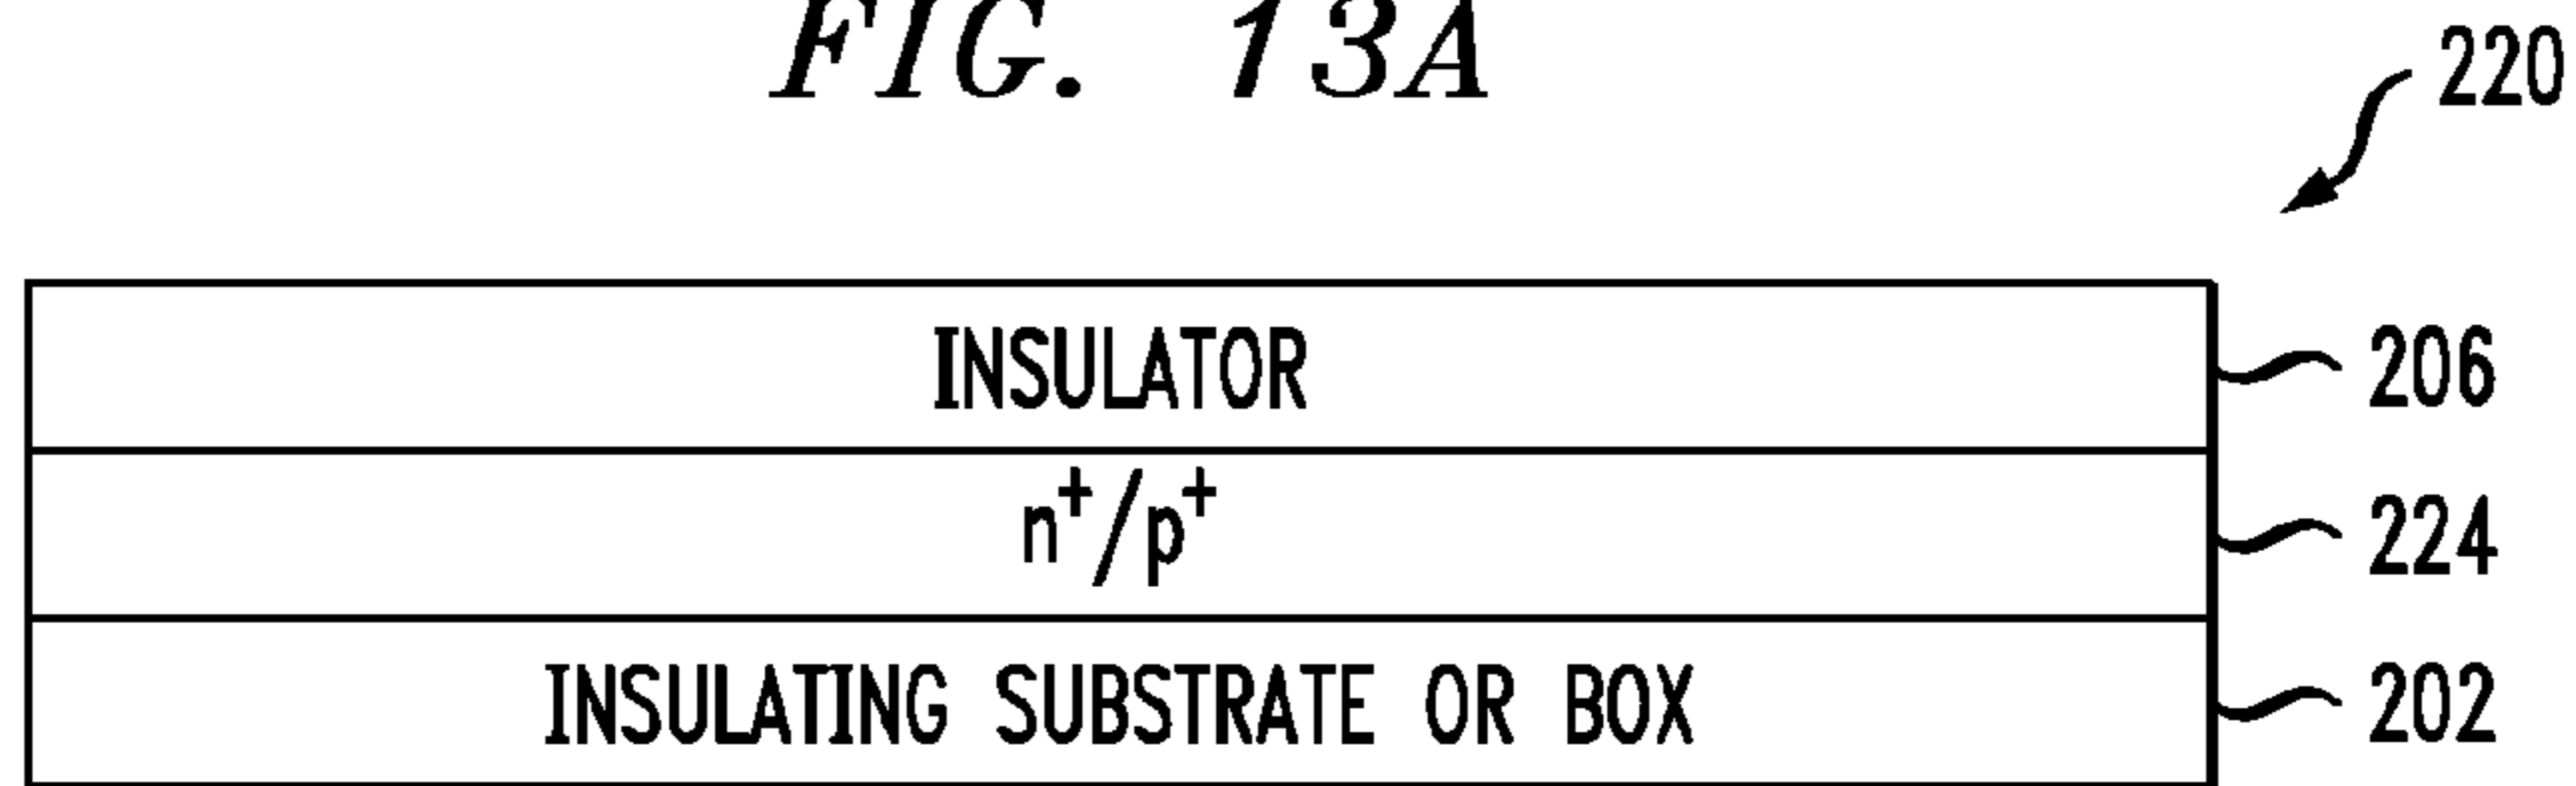 FIG. 13A
220
INSULATOR 206
n⁺/p⁺ 224
INSULATING SUBSTRATE OR BOX 202